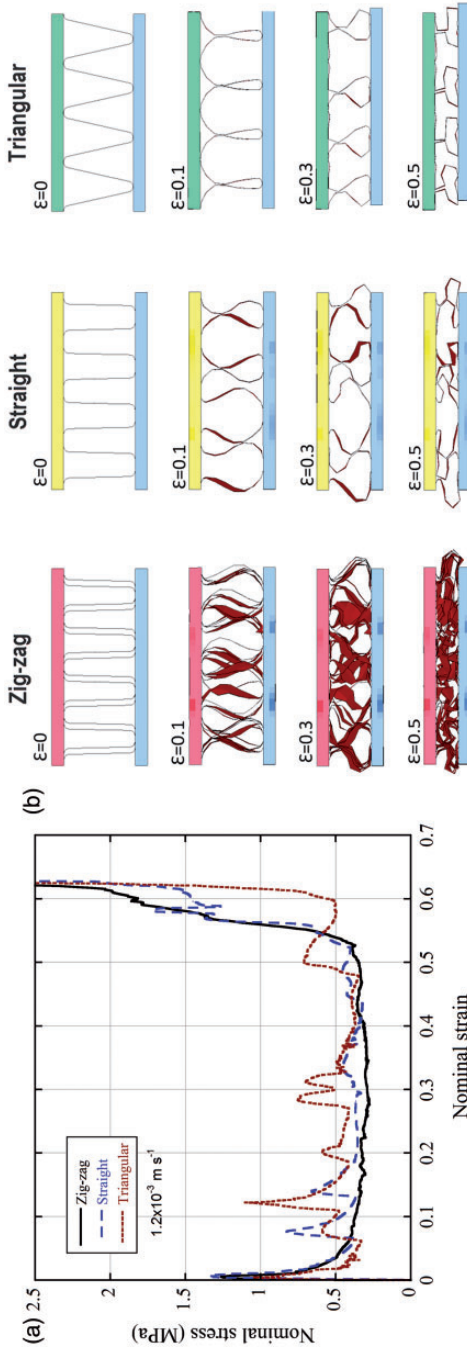 (a)
2.5
2
1.5
1
0.5
0
Nominal stress (MPa)
Zig-zag
Straight
Triangular
1.2x10⁻³ m s⁻¹
0
0.1
0.2
0.3
0.4
0.5
0.6
0.7
Nominal strain
(b)
Zig-zag
Straight
Triangular
ε=0
ε=0
ε=0
ε=0.1
ε=0.1
ε=0.1
ε=0.3
ε=0.3
ε=0.3
ε=0.5
ε=0.5
ε=0.5